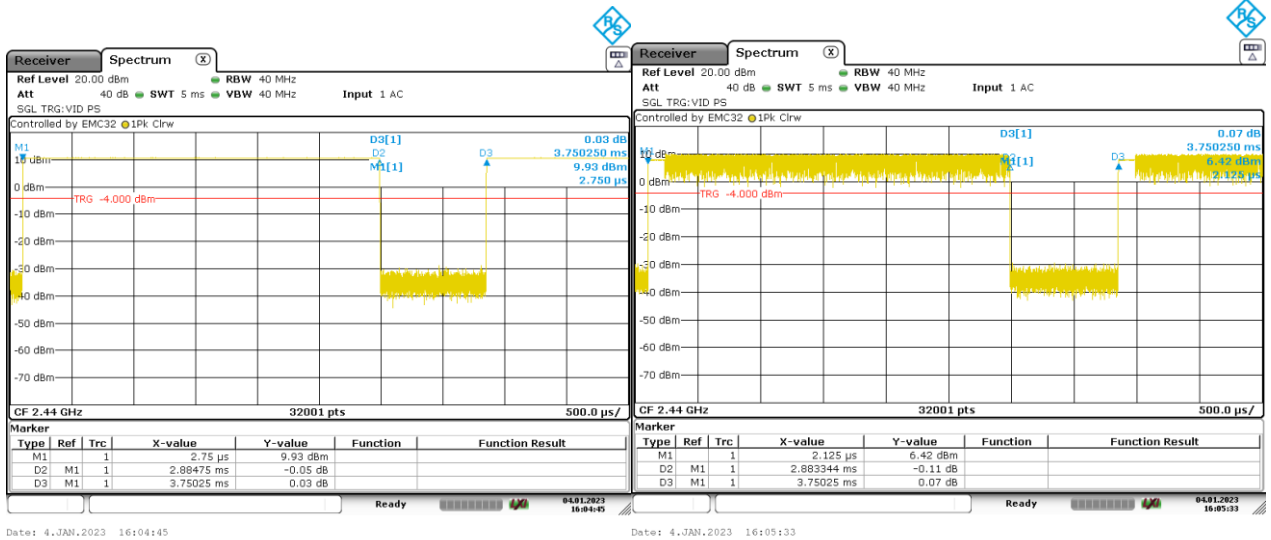 R&S
Receiver Spectrum X
Ref Level 20.00 dBm RBW 40 MHz
Att 40 dB SWT 5 ms VBW 40 MHz Input 1 AC
SGL TRG:VID PS
Controlled by EMC32 1Pk Clrw
D3[1] 0.03 dB
3.750250 ms
M1[1] 9.93 dBm
2.750 µs
M1
D2
D3
10 dBm
0 dBm
TRG -4.000 dBm
-10 dBm
-20 dBm
-30 dBm
-40 dBm
-50 dBm
-60 dBm
-70 dBm
CF 2.44 GHz 32001 pts 500.0 µs/
Marker
Type Ref Trc X-value Y-value Function Function Result
M1 1 2.75 µs 9.93 dBm
D2 M1 1 2.88475 ms -0.05 dB
D3 M1 1 3.75025 ms 0.03 dB
Ready 04.01.2023
16:04:45
Date: 4.JAN.2023 16:04:45
R&S
Receiver Spectrum X
Ref Level 20.00 dBm RBW 40 MHz
Att 40 dB SWT 5 ms VBW 40 MHz Input 1 AC
SGL TRG:VID PS
Controlled by EMC32 1Pk Clrw
D3[1] 0.07 dB
3.750250 ms
M1[1] 6.42 dBm
2.125 µs
M1
D2
D3
10 dBm
0 dBm
TRG -4.000 dBm
-10 dBm
-20 dBm
-30 dBm
-40 dBm
-50 dBm
-60 dBm
-70 dBm
CF 2.44 GHz 32001 pts 500.0 µs/
Marker
Type Ref Trc X-value Y-value Function Function Result
M1 1 2.125 µs 6.42 dBm
D2 M1 1 2.883344 ms -0.11 dB
D3 M1 1 3.75025 ms 0.07 dB
Ready 04.01.2023
16:05:33
Date: 4.JAN.2023 16:05:33